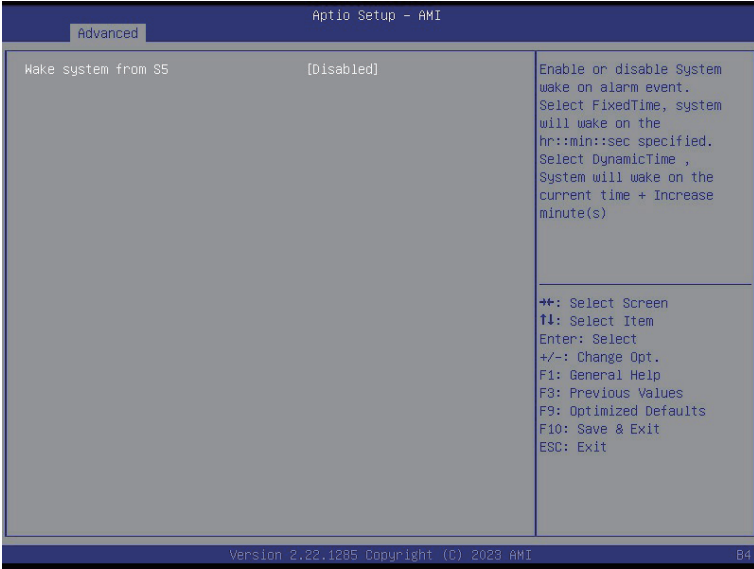 Aptio Setup – AMI
Advanced
Wake system from S5 [Disabled]
Enable or disable System
wake on alarm event.
Select FixedTime, system
will wake on the
hr::min::sec specified.
Select DynamicTime ,
System will wake on the
current time + Increase
minute(s)
→←: Select Screen
↑↓: Select Item
Enter: Select
+/-: Change Opt.
F1: General Help
F3: Previous Values
F9: Optimized Defaults
F10: Save & Exit
ESC: Exit
Version 2.22.1285 Copyright (C) 2023 AMI
B4